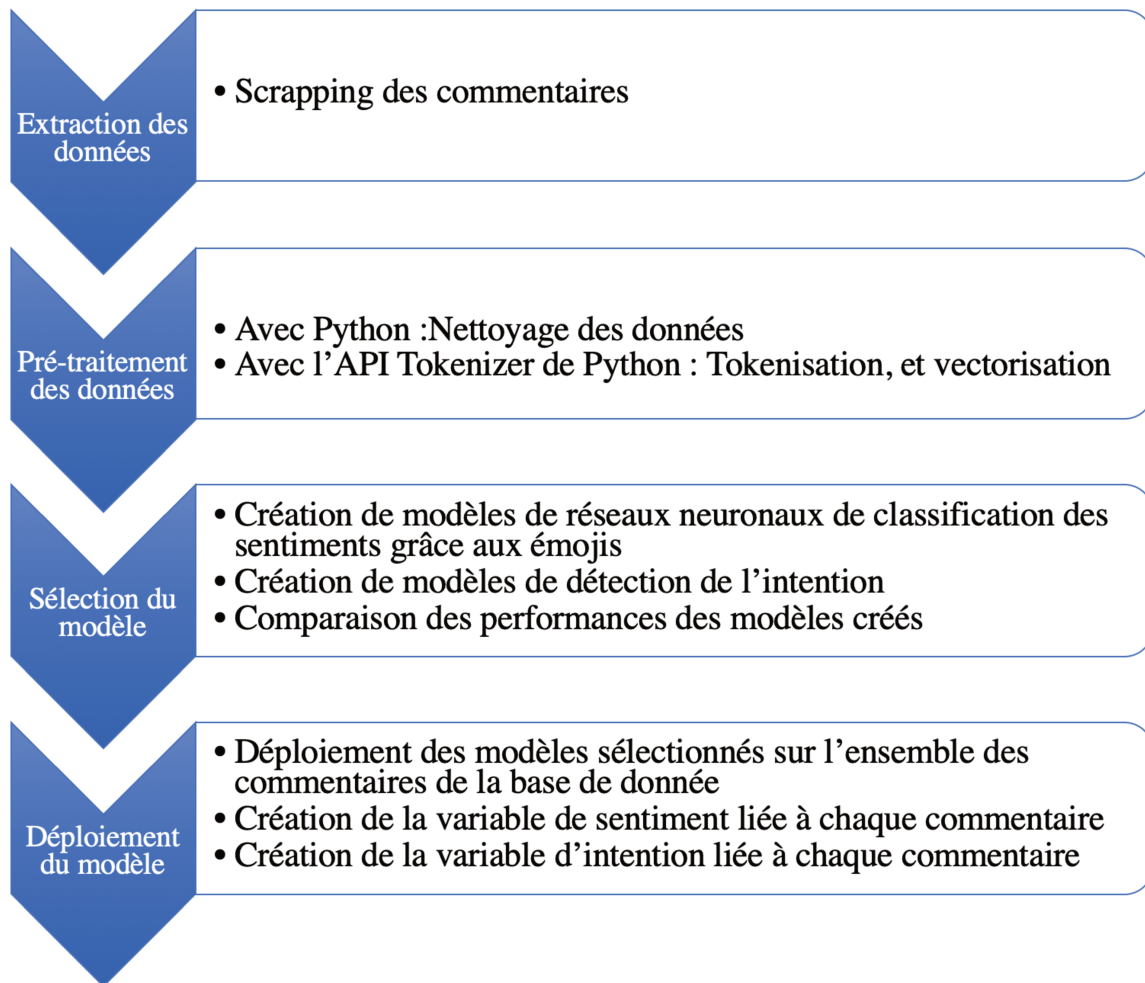 Extraction des
données
• Scrapping des commentaires
Pré-traitement
des données
• Avec Python :Nettoyage des données
• Avec l’API Tokenizer de Python : Tokenisation, et vectorisation
Sélection du
modèle
• Création de modèles de réseaux neuronaux de classification des
sentiments grâce aux émojis
• Création de modèles de détection de l’intention
• Comparaison des performances des modèles créés
Déploiement
du modèle
• Déploiement des modèles sélectionnés sur l’ensemble des
commentaires de la base de donnée
• Création de la variable de sentiment liée à chaque commentaire
• Création de la variable d’intention liée à chaque commentaire